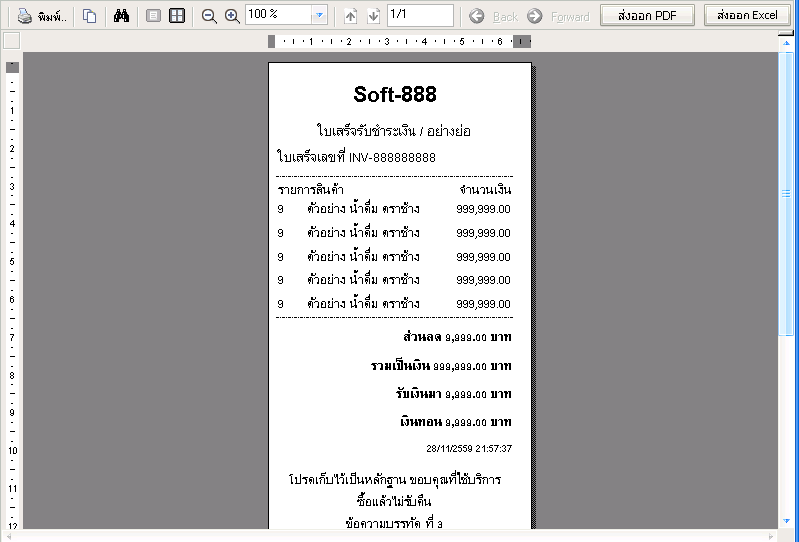 พิมพ์.. 100 % 1/1 Back Forward ส่งออก PDF ส่งออก Excel
1 2 3 4 5 6
1
2
3
4
5
6
7
8
9
10
11
12
Soft-888
ใบเสร็จรับชำระเงิน / อย่างย่อ
ใบเสร็จเลขที่ INV-888888888
รายการสินค้า จำนวนเงิน
9 ตัวอย่าง น้ำดื่ม ตราช้าง 999,999.00
9 ตัวอย่าง น้ำดื่ม ตราช้าง 999,999.00
9 ตัวอย่าง น้ำดื่ม ตราช้าง 999,999.00
9 ตัวอย่าง น้ำดื่ม ตราช้าง 999,999.00
9 ตัวอย่าง น้ำดื่ม ตราช้าง 999,999.00
ส่วนลด 9,999.00 บาท
รวมเป็นเงิน 999,999.00 บาท
รับเงินมา 9,999.00 บาท
เงินทอน 9,999.00 บาท
28/11/2559 21:57:37
โปรดเก็บไว้เป็นหลักฐาน ขอบคุณที่ใช้บริการ
ซื้อแล้วไม่รับคืน
ข้อความบรรทัด ที่ 3